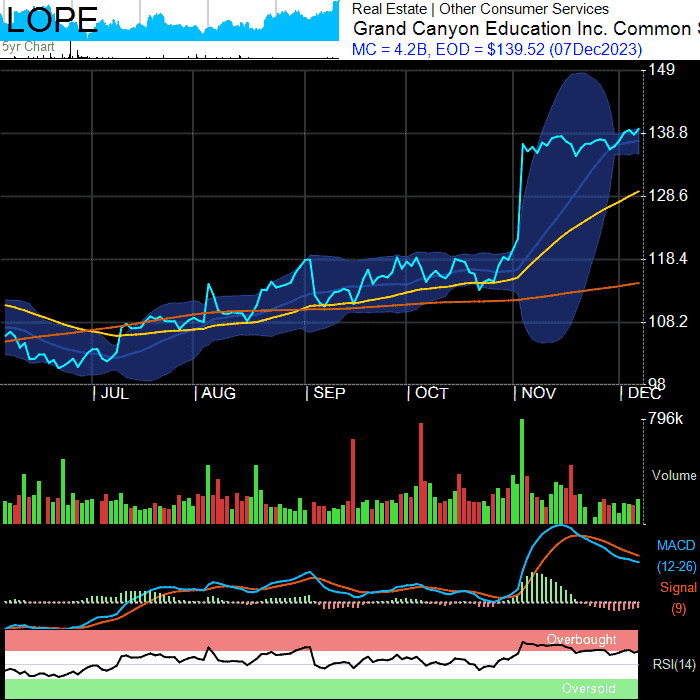 LOPE
5yr Chart
Real Estate | Other Consumer Services
Grand Canyon Education Inc. Common S
MC = 4.2B, EOD = $139.52 (07Dec2023)
149
138.8
128.6
118.4
108.2
98
JUL
AUG
SEP
OCT
NOV
DEC
796k
Volume
MACD
(12-26)
Signal
(9)
Overbought
RSI(14)
Oversold